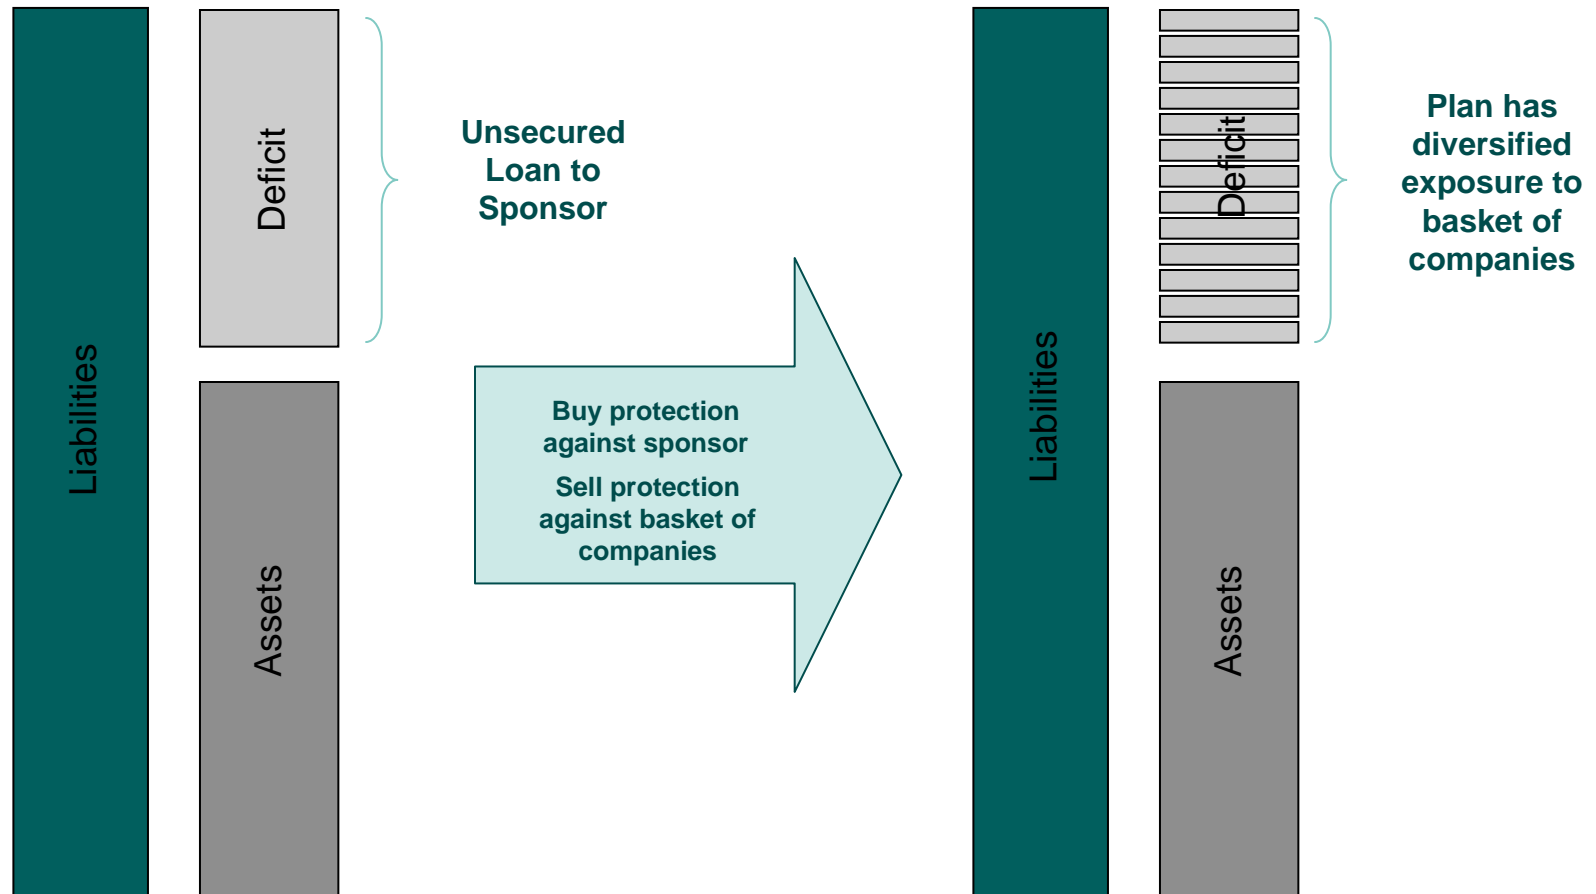 Liabilities
Deficit
Assets
Unsecured
Loan to
Sponsor
Buy protection
against sponsor
Sell protection
against basket of
companies
Liabilities
Deficit
Assets
Plan has
diversified
exposure to
basket of
companies